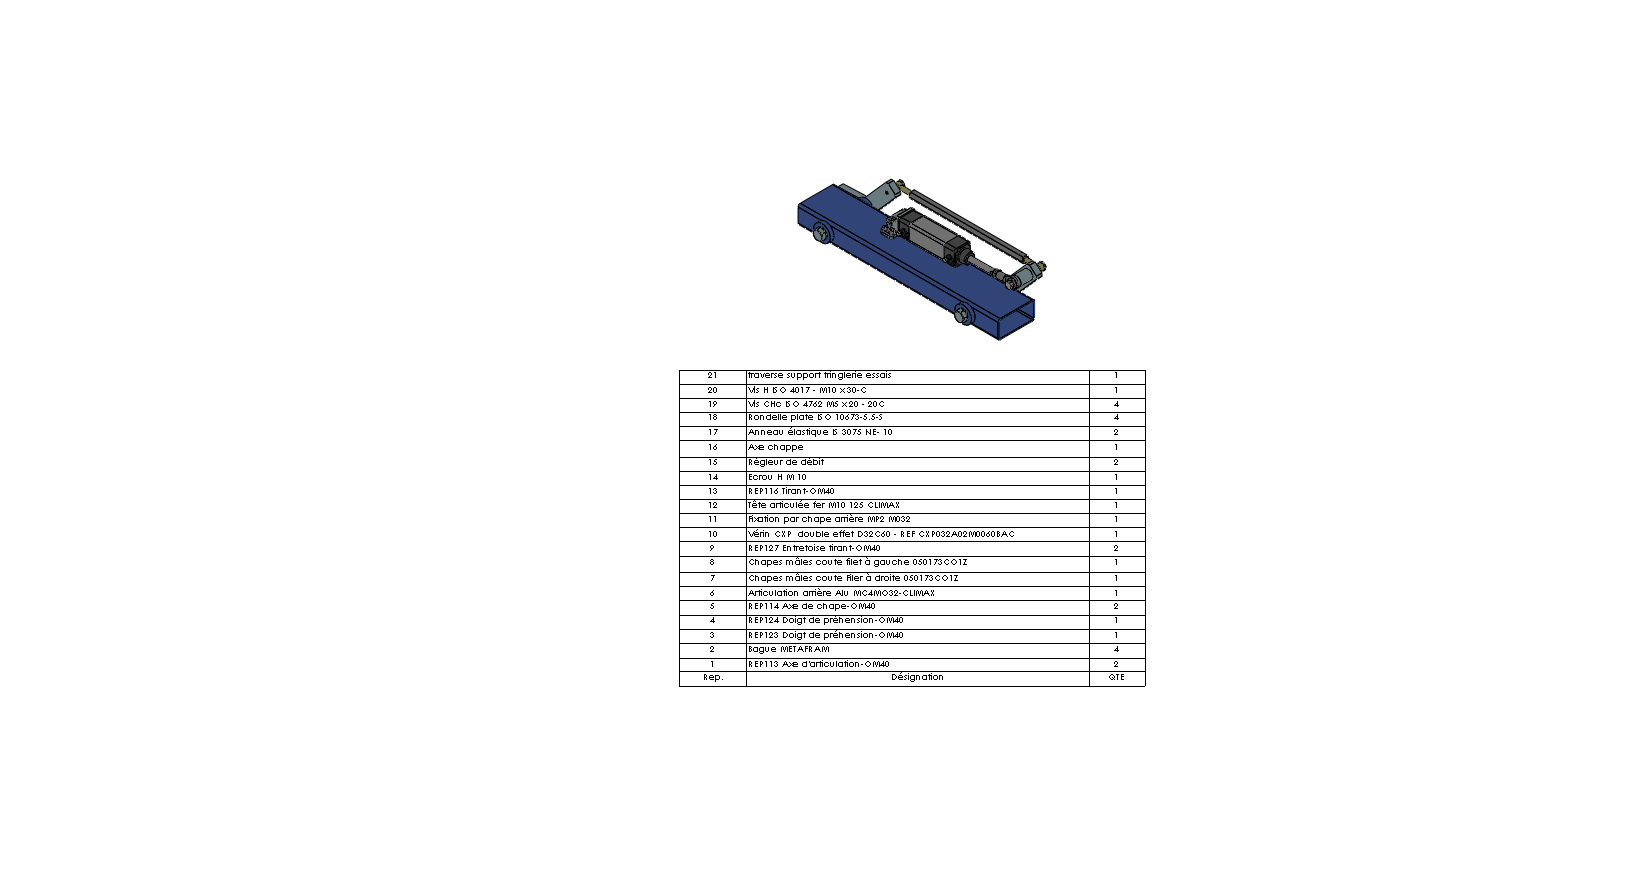 21 traverse support tringlerie essais 1
20 Vis H ISO 4017 - M10 x 30-C 1
19 Vis CHc ISO 4762 M5 x 20 - 20C 4
18 Rondelle plate ISO 10673-5.5-S 4
17 Anneau élastique IS 3075 NE- 10 2
16 Axe chappe 1
15 Régleur de débit 2
14 Ecrou H M 10 1
13 REP116 Tirant-OM40 1
12 Tête articulée fer M10 125 CLIMAX 1
11 Fixation par chape arrière MP2 M032 1
10 Vérin CXP double effet D32C60 - REF CXP032A02M0060BAC 1
9 REP127 Entretoise tirant-OM40 2
8 Chapes mâles coute filet à gauche 050173CO1Z 1
7 Chapes mâles coute filer à droite 050173CO1Z 1
6 Articulation arrière Alu MC4MO32-CLIMAX 1
5 REP114 Axe de chape-OM40 2
4 REP124 Doigt de préhension-OM40 1
3 REP123 Doigt de préhension-OM40 1
2 Bague METAFRAM 4
1 REP113 Axe d'articulation-OM40 2
Rep. Désignation QTE